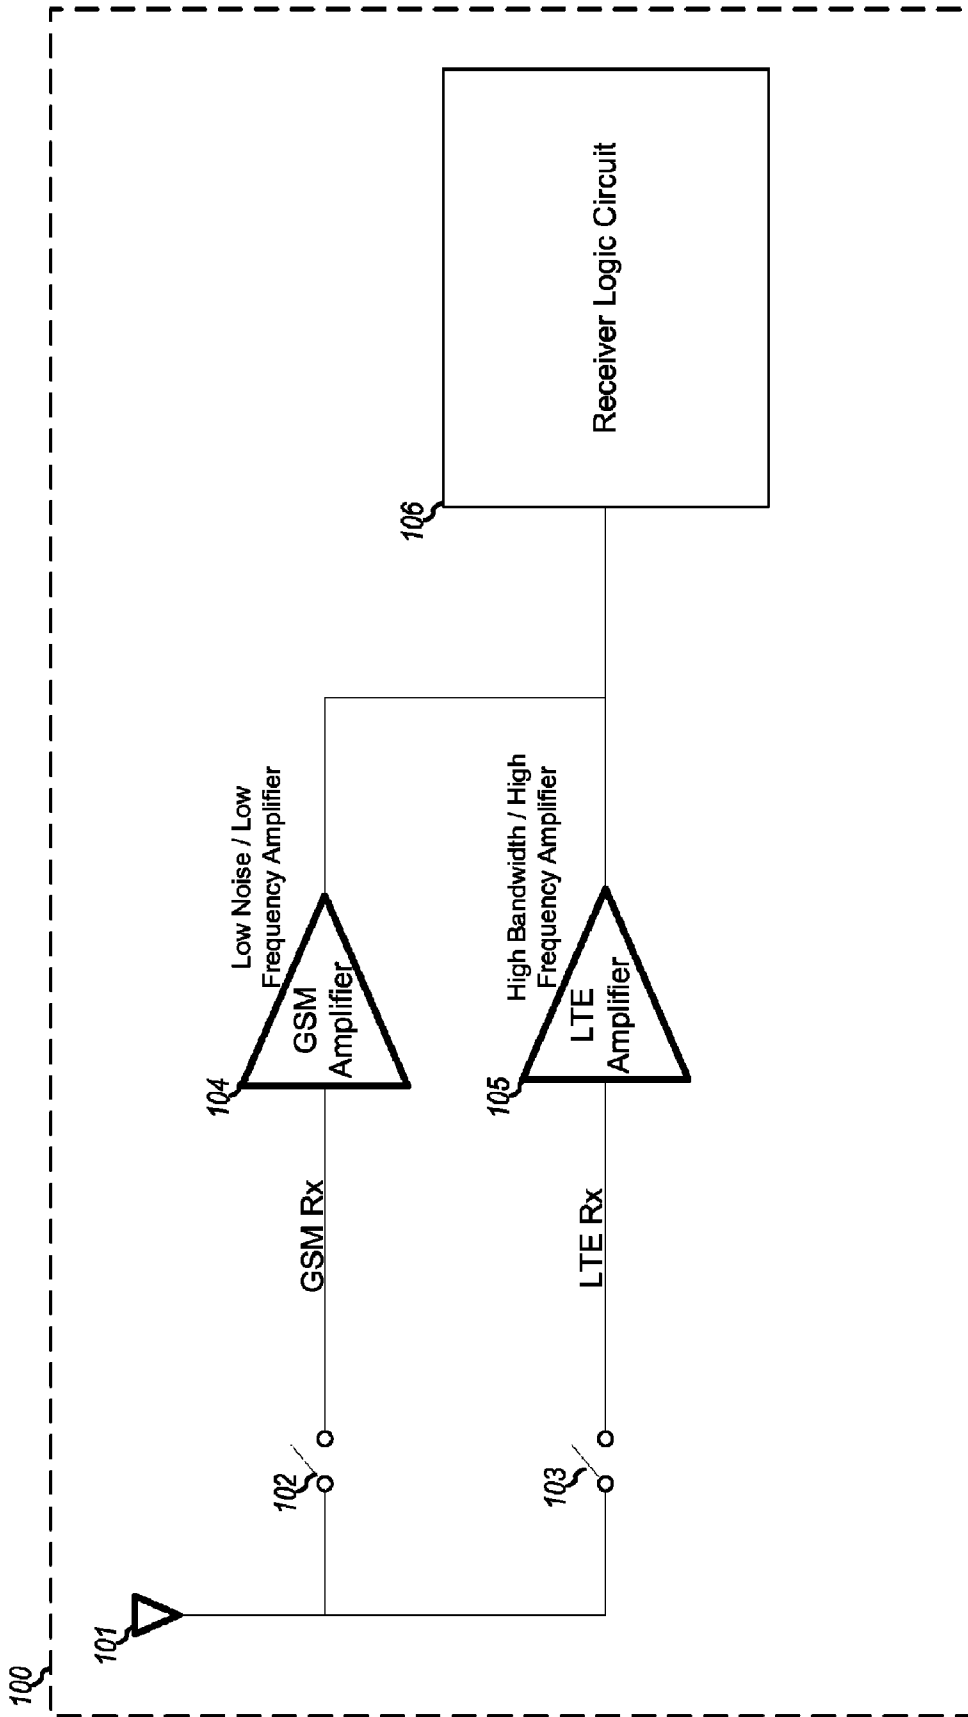 100
101
102
GSM Rx
104
GSM
Amplifier
Low Noise / Low
Frequency Amplifier
103
LTE Rx
105
LTE
Amplifier
High Bandwidth / High
Frequency Amplifier
106
Receiver Logic Circuit